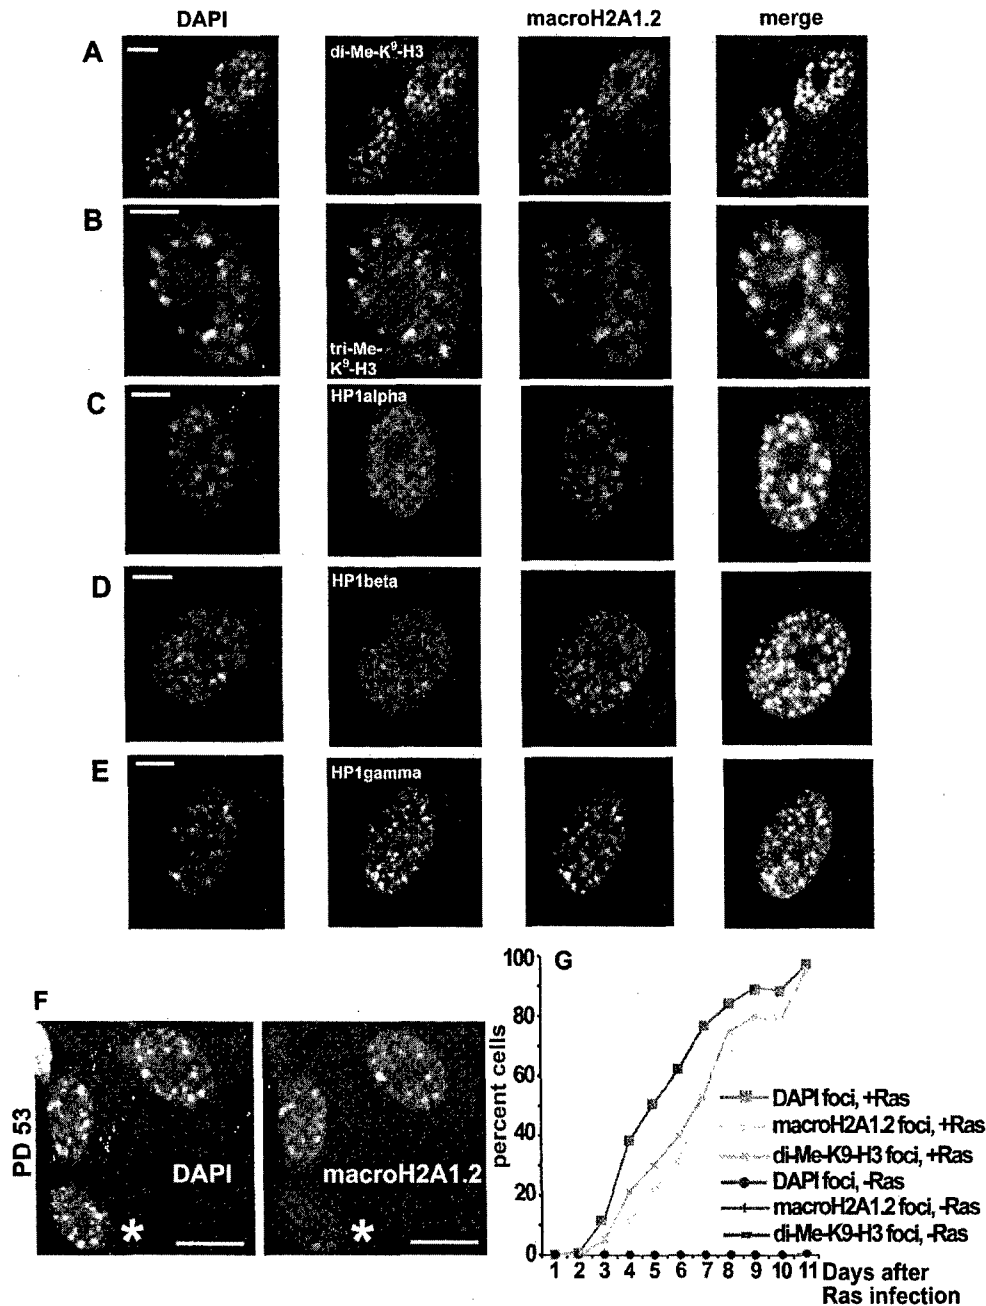 DAPI macroH2A1.2 merge
A di-Me-K⁹-H3
B
tri-Me-
K⁹-H3
C HP1alpha
D HP1beta
E HP1gamma
F
PD 53
DAPI
*
macroH2A1.2
*
G
percent cells
100
80
60
40
20
0
1 2 3 4 5 6 7 8 9 10 11
Days after
Ras infection
DAPI foci, +Ras
macroH2A1.2 foci, +Ras
di-Me-K9-H3 foci, +Ras
DAPI foci, -Ras
macroH2A1.2 foci, -Ras
di-Me-K9-H3 foci, -Ras